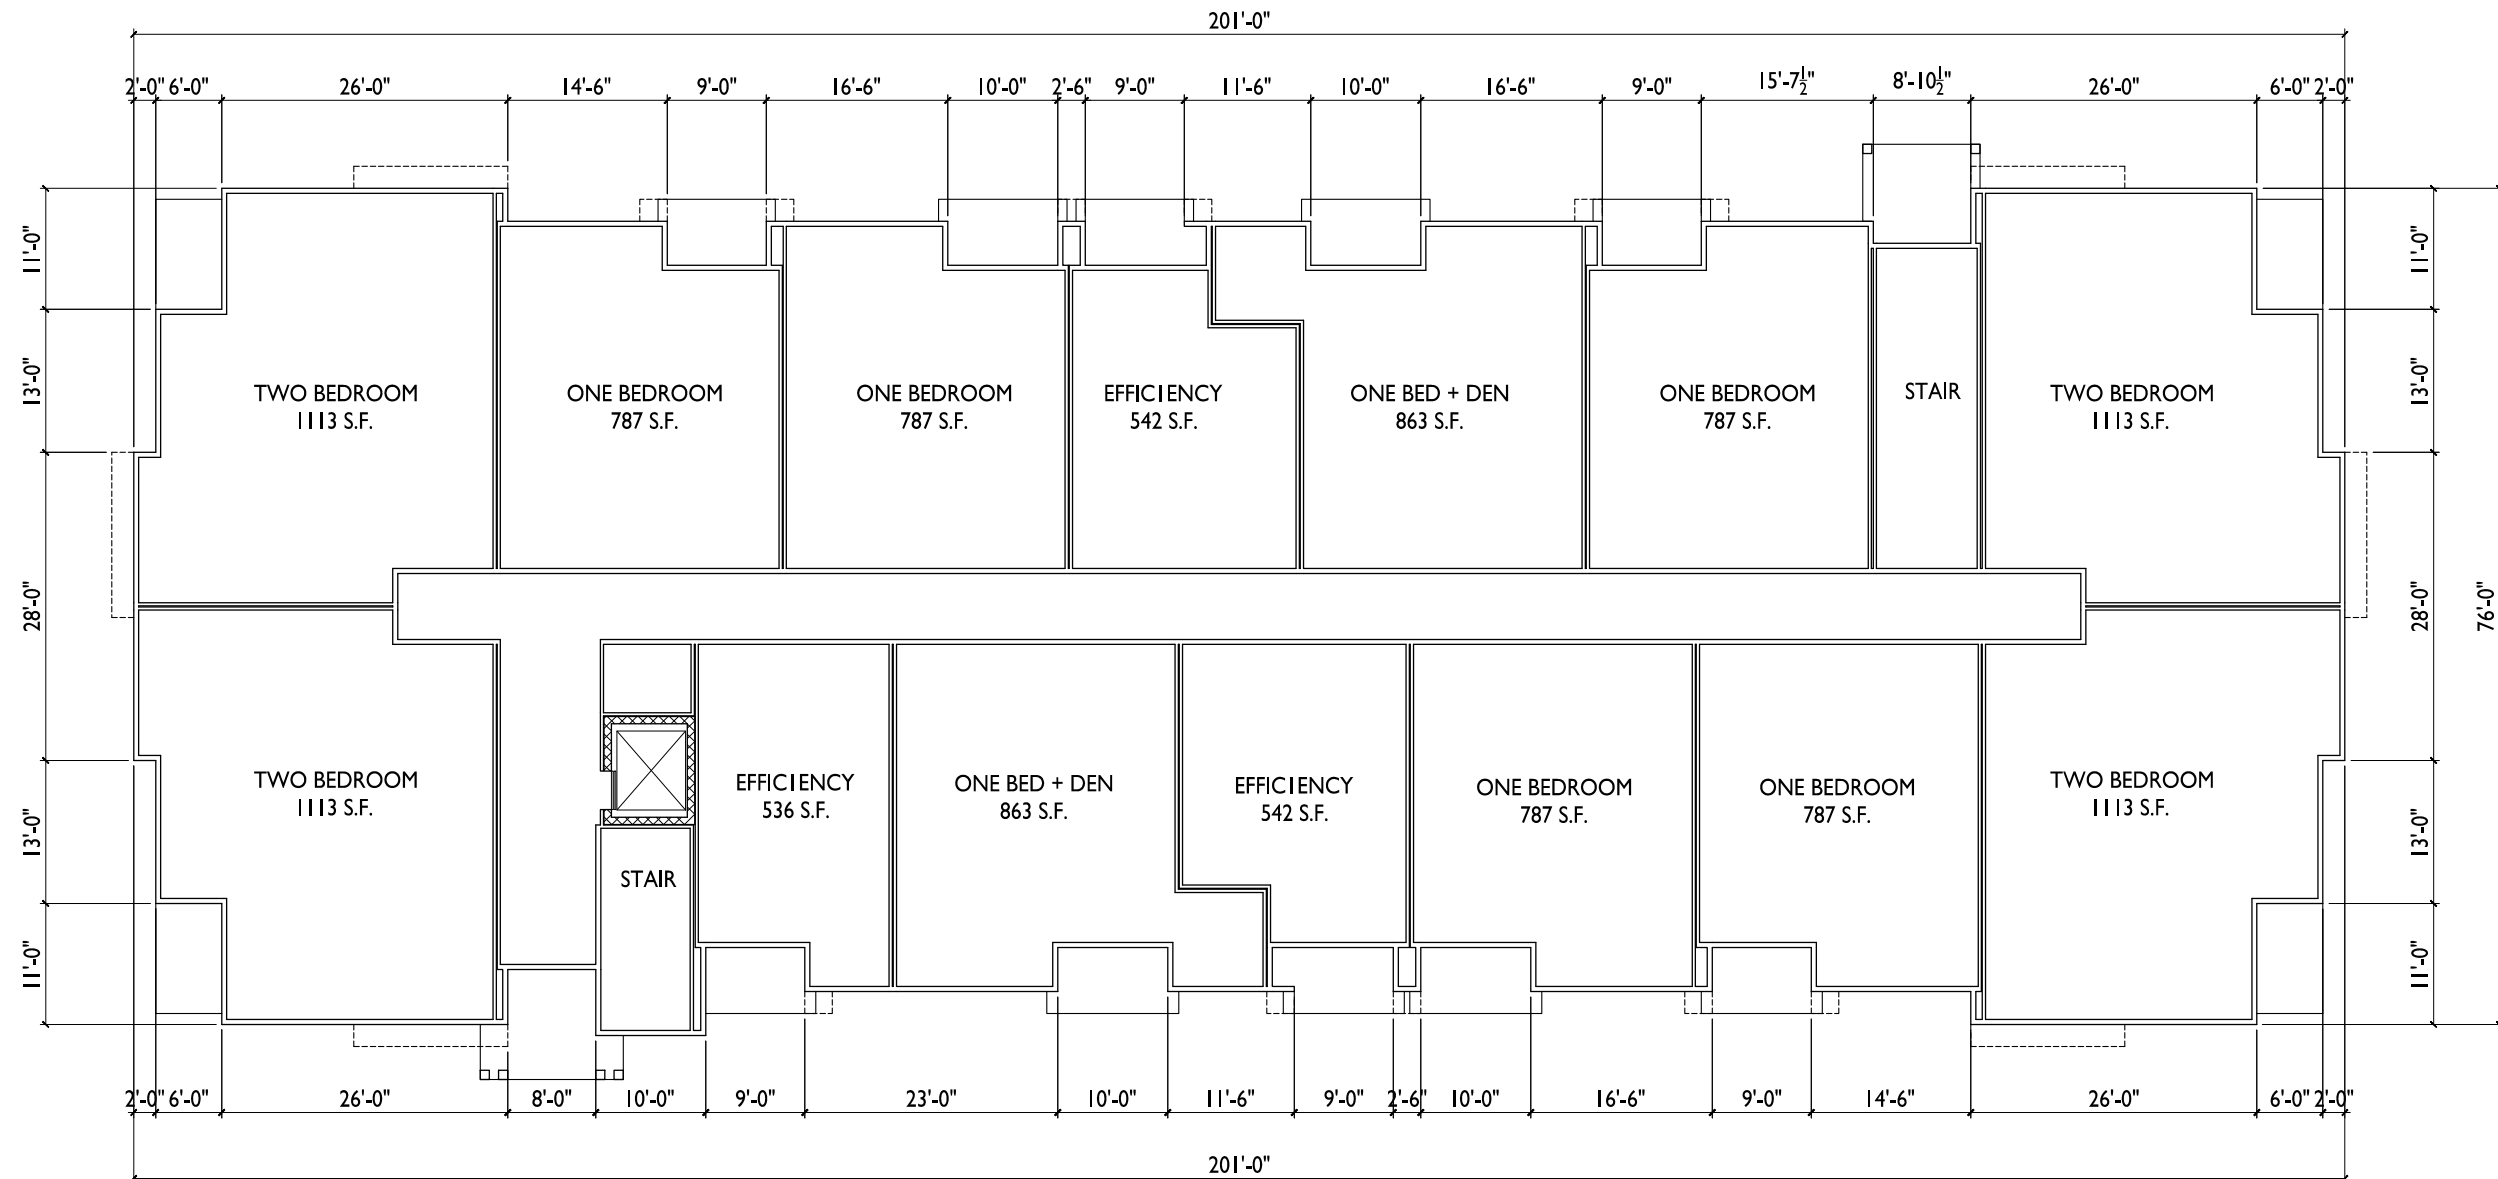 201'-0"
2'-0" 6'-0" 26'-0" 14'-6" 9'-0" 16'-6" 10'-0" 2'-6" 9'-0" 11'-6" 10'-0" 16'-6" 9'-0" 15'-7½" 8'-10½" 26'-0" 6'-0" 2'-0"
11'-0" 11'-0"
13'-0" 13'-0"
TWO BEDROOM
1113 S.F.
ONE BEDROOM
787 S.F.
ONE BEDROOM
787 S.F.
EFFICIENCY
542 S.F.
ONE BED + DEN
863 S.F.
ONE BEDROOM
787 S.F.
STAIR
TWO BEDROOM
1113 S.F.
28'-0" 28'-0" 76'-0"
TWO BEDROOM
1113 S.F.
STAIR
EFFICIENCY
536 S.F.
ONE BED + DEN
863 S.F.
EFFICIENCY
542 S.F.
ONE BEDROOM
787 S.F.
ONE BEDROOM
787 S.F.
TWO BEDROOM
1113 S.F.
13'-0" 13'-0"
11'-0" 11'-0"
2'-0" 6'-0" 26'-0" 8'-0" 10'-0" 9'-0" 23'-0" 10'-0" 11'-6" 9'-0" 2'-6" 10'-0" 16'-6" 9'-0" 14'-6" 26'-0" 6'-0" 2'-0"
201'-0"